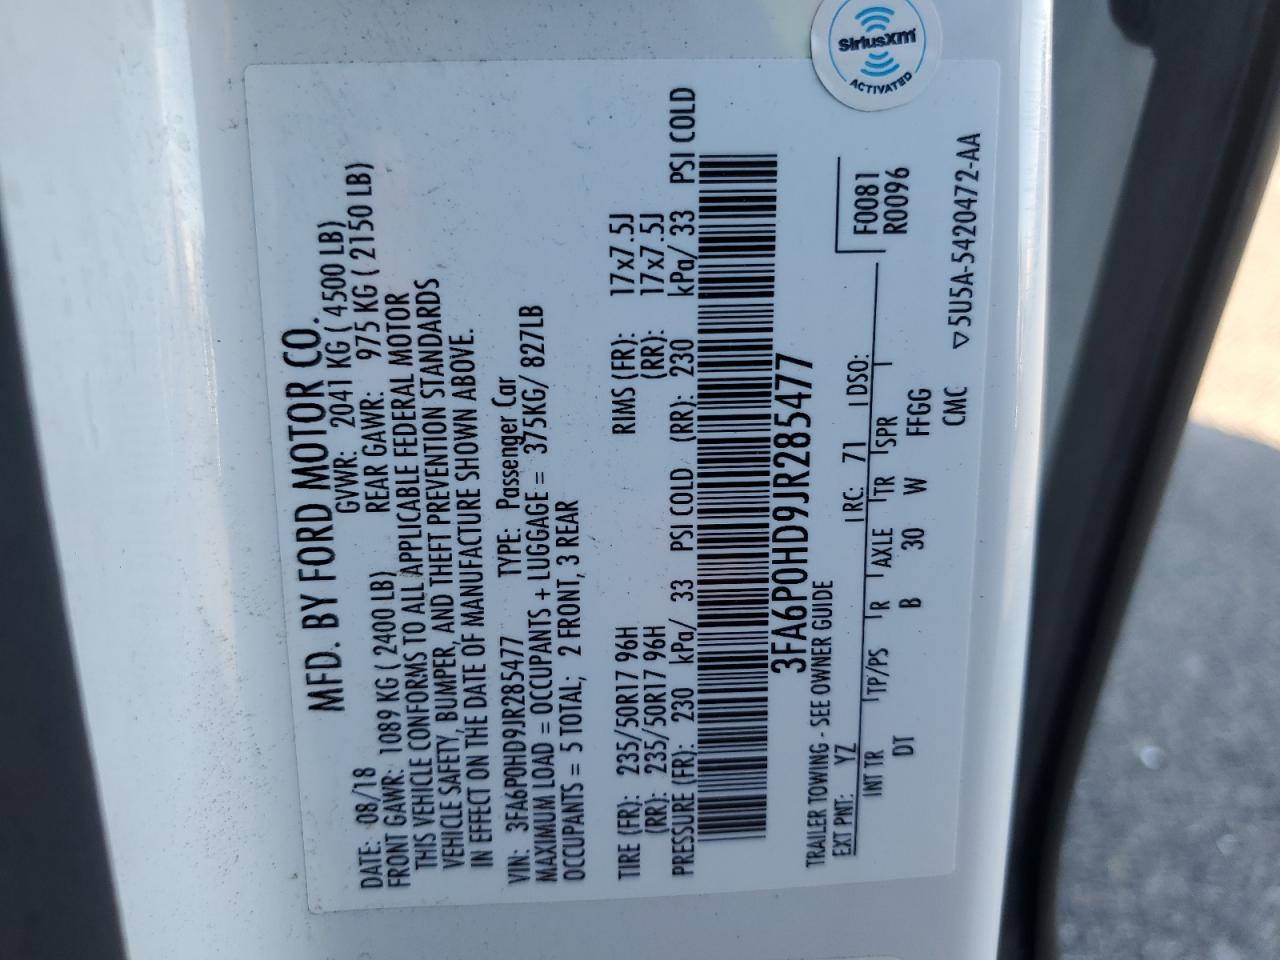 SiriusXM
ACTIVATED
MFD. BY FORD MOTOR CO.
DATE: 08/18 GVWR: 2041 KG ( 4500 LB)
FRONT GAWR: 1089 KG ( 2400 LB) REAR GAWR: 975 KG ( 2150 LB)
THIS VEHICLE CONFORMS TO ALL APPLICABLE FEDERAL MOTOR
VEHICLE SAFETY, BUMPER, AND THEFT PREVENTION STANDARDS
IN EFFECT ON THE DATE OF MANUFACTURE SHOWN ABOVE.
VIN: 3FA6P0HD9JR285477 TYPE: Passenger Car
MAXIMUM LOAD = OCCUPANTS + LUGGAGE = 375KG/ 827LB
OCCUPANTS = 5 TOTAL; 2 FRONT, 3 REAR
TIRE (FR): 235/50R17 96H RIMS (FR): 17x7.5J
(RR): 235/50R17 96H (RR): 17x7.5J
PRESSURE (FR): 230 kPa/ 33 PSI COLD (RR): 230 kPa/ 33 PSI COLD
3FA6P0HD9JR285477
TRAILER TOWING - SEE OWNER GUIDE
EXT PNT: YZ RC: 71 DSO:
F0081
R0096
INT TR TP/PS R AXLE TR SPR
DT B 30 W FFGG
CMC ▽5U5A-5420472-AA